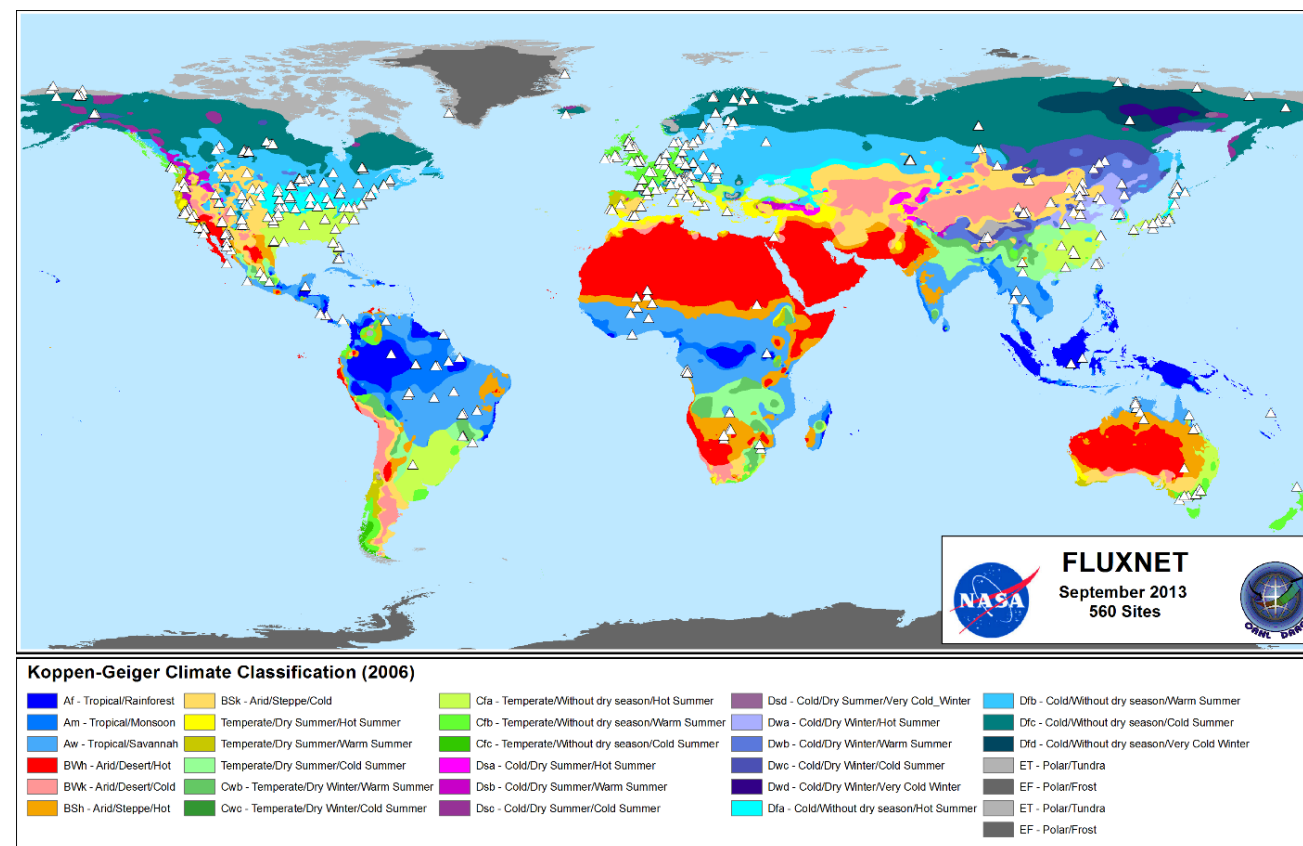 FLUXNET
September 2013
560 Sites
NASA
ORNL DAAC
Koppen-Geiger Climate Classification (2006)
Af - Tropical/Rainforest
Am - Tropical/Monsoon
Aw - Tropical/Savannah
BWh - Arid/Desert/Hot
BWk - Arid/Desert/Cold
BSh - Arid/Steppe/Hot
BSk - Arid/Steppe/Cold
Temperate/Dry Summer/Hot Summer
Temperate/Dry Summer/Warm Summer
Temperate/Dry Summer/Cold Summer
Cwb - Temperate/Dry Winter/Warm Summer
Cwc - Temperate/Dry Winter/Cold Summer
Cfa - Temperate/Without dry season/Hot Summer
Cfb - Temperate/Without dry season/Warm Summer
Cfc - Temperate/Without dry season/Cold Summer
Dsa - Cold/Dry Summer/Hot Summer
Dsb - Cold/Dry Summer/Warm Summer
Dsc - Cold/Dry Summer/Cold Summer
Dsd - Cold/Dry Summer/Very Cold_Winter
Dwa - Cold/Dry Winter/Hot Summer
Dwb - Cold/Dry Winter/Warm Summer
Dwc - Cold/Dry Winter/Cold Summer
Dwd - Cold/Dry Winter/Very Cold Winter
Dfa - Cold/Without dry season/Hot Summer
Dfb - Cold/Without dry season/Warm Summer
Dfc - Cold/Without dry season/Cold Summer
Dfd - Cold/Without dry season/Very Cold Winter
ET - Polar/Tundra
EF - Polar/Frost
ET - Polar/Tundra
EF - Polar/Frost